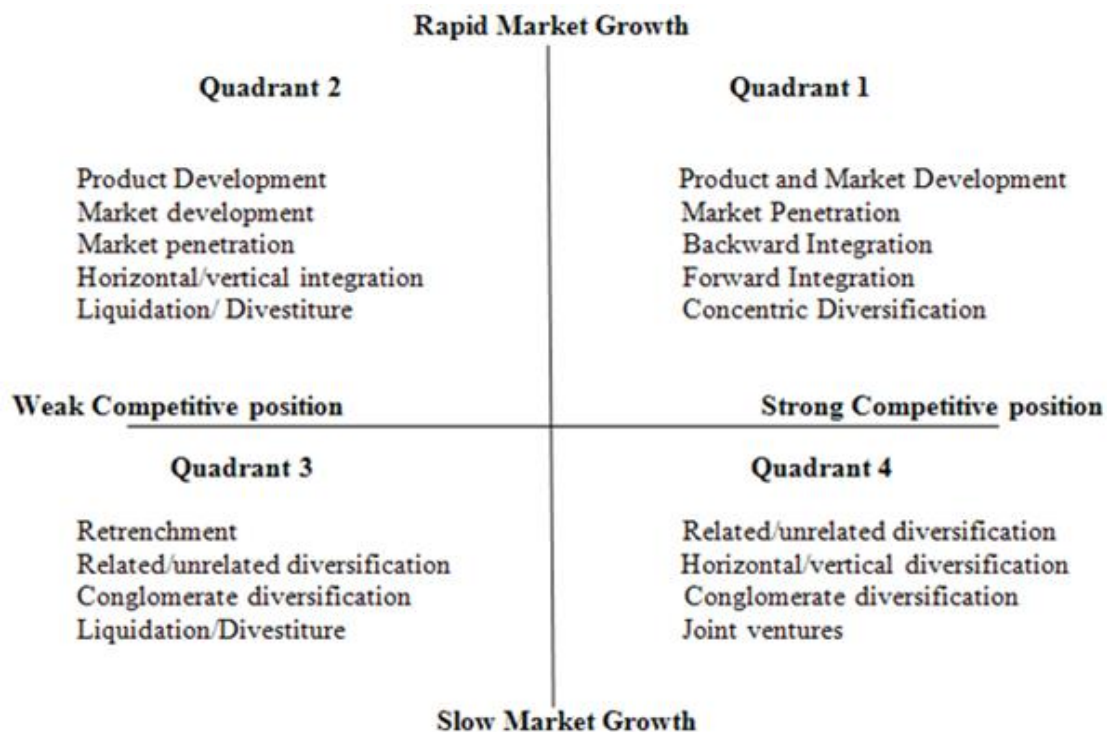 Rapid Market Growth
Quadrant 2
Product Development
Market development
Market penetration
Horizontal/vertical integration
Liquidation/ Divestiture
Quadrant 1
Product and Market Development
Market Penetration
Backward Integration
Forward Integration
Concentric Diversification
Weak Competitive position
Strong Competitive position
Quadrant 3
Retrenchment
Related/unrelated diversification
Conglomerate diversification
Liquidation/Divestiture
Quadrant 4
Related/unrelated diversification
Horizontal/vertical diversification
Conglomerate diversification
Joint ventures
Slow Market Growth